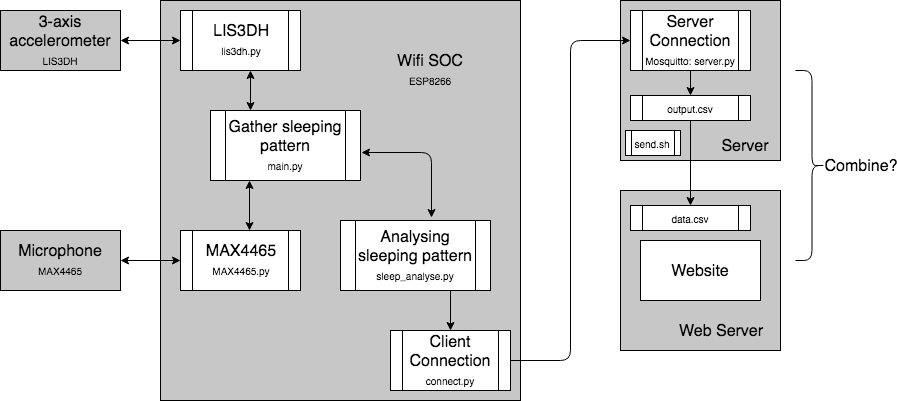 3-axis
accelerometer
LIS3DH
Microphone
MAX4465
LIS3DH
lis3dh.py
Wifi SOC
ESP8266
Gather sleeping
pattern
main.py
MAX4465
MAX4465.py
Analysing
sleeping pattern
sleep_analyse.py
Client
Connection
connect.py
Server
Connection
Mosquitto: server.py
output.csv
send.sh
Server
data.csv
Website
Web Server
Combine?